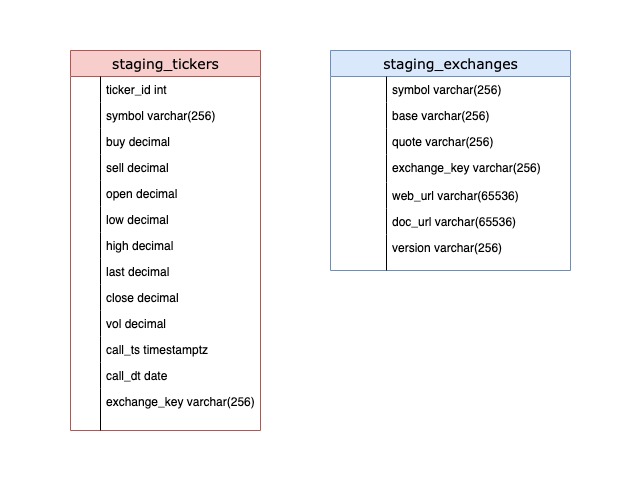 staging_tickers
ticker_id int
symbol varchar(256)
buy decimal
sell decimal
open decimal
low decimal
high decimal
last decimal
close decimal
vol decimal
call_ts timestamptz
call_dt date
exchange_key varchar(256)
staging_exchanges
symbol varchar(256)
base varchar(256)
quote varchar(256)
exchange_key varchar(256)
web_url varchar(65536)
doc_url varchar(65536)
version varchar(256)